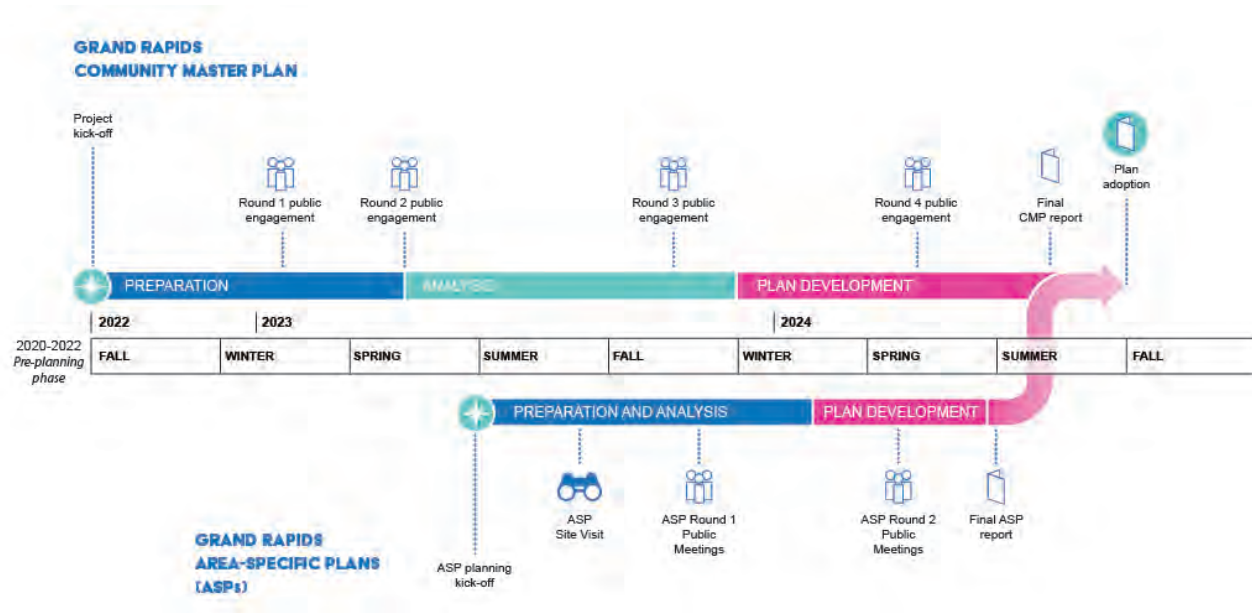 GRAND RAPIDS
COMMUNITY MASTER PLAN
Project
kick-off
Round 1 public
engagement
Round 2 public
engagement
Round 3 public
engagement
Round 4 public
engagement
Final
CMP report
Plan
adoption
PREPARATION
ANALYSIS
PLAN DEVELOPMENT
2022
2023
2024
2020-2022
Pre-planning
phase
FALL
WINTER
SPRING
SUMMER
FALL
WINTER
SPRING
SUMMER
FALL
PREPARATION AND ANALYSIS
PLAN DEVELOPMENT
ASP planning
kick-off
ASP
Site Visit
ASP Round 1
Public
Meetings
ASP Round 2
Public
Meetings
Final ASP
report
GRAND RAPIDS
AREA-SPECIFIC PLANS
(ASPs)